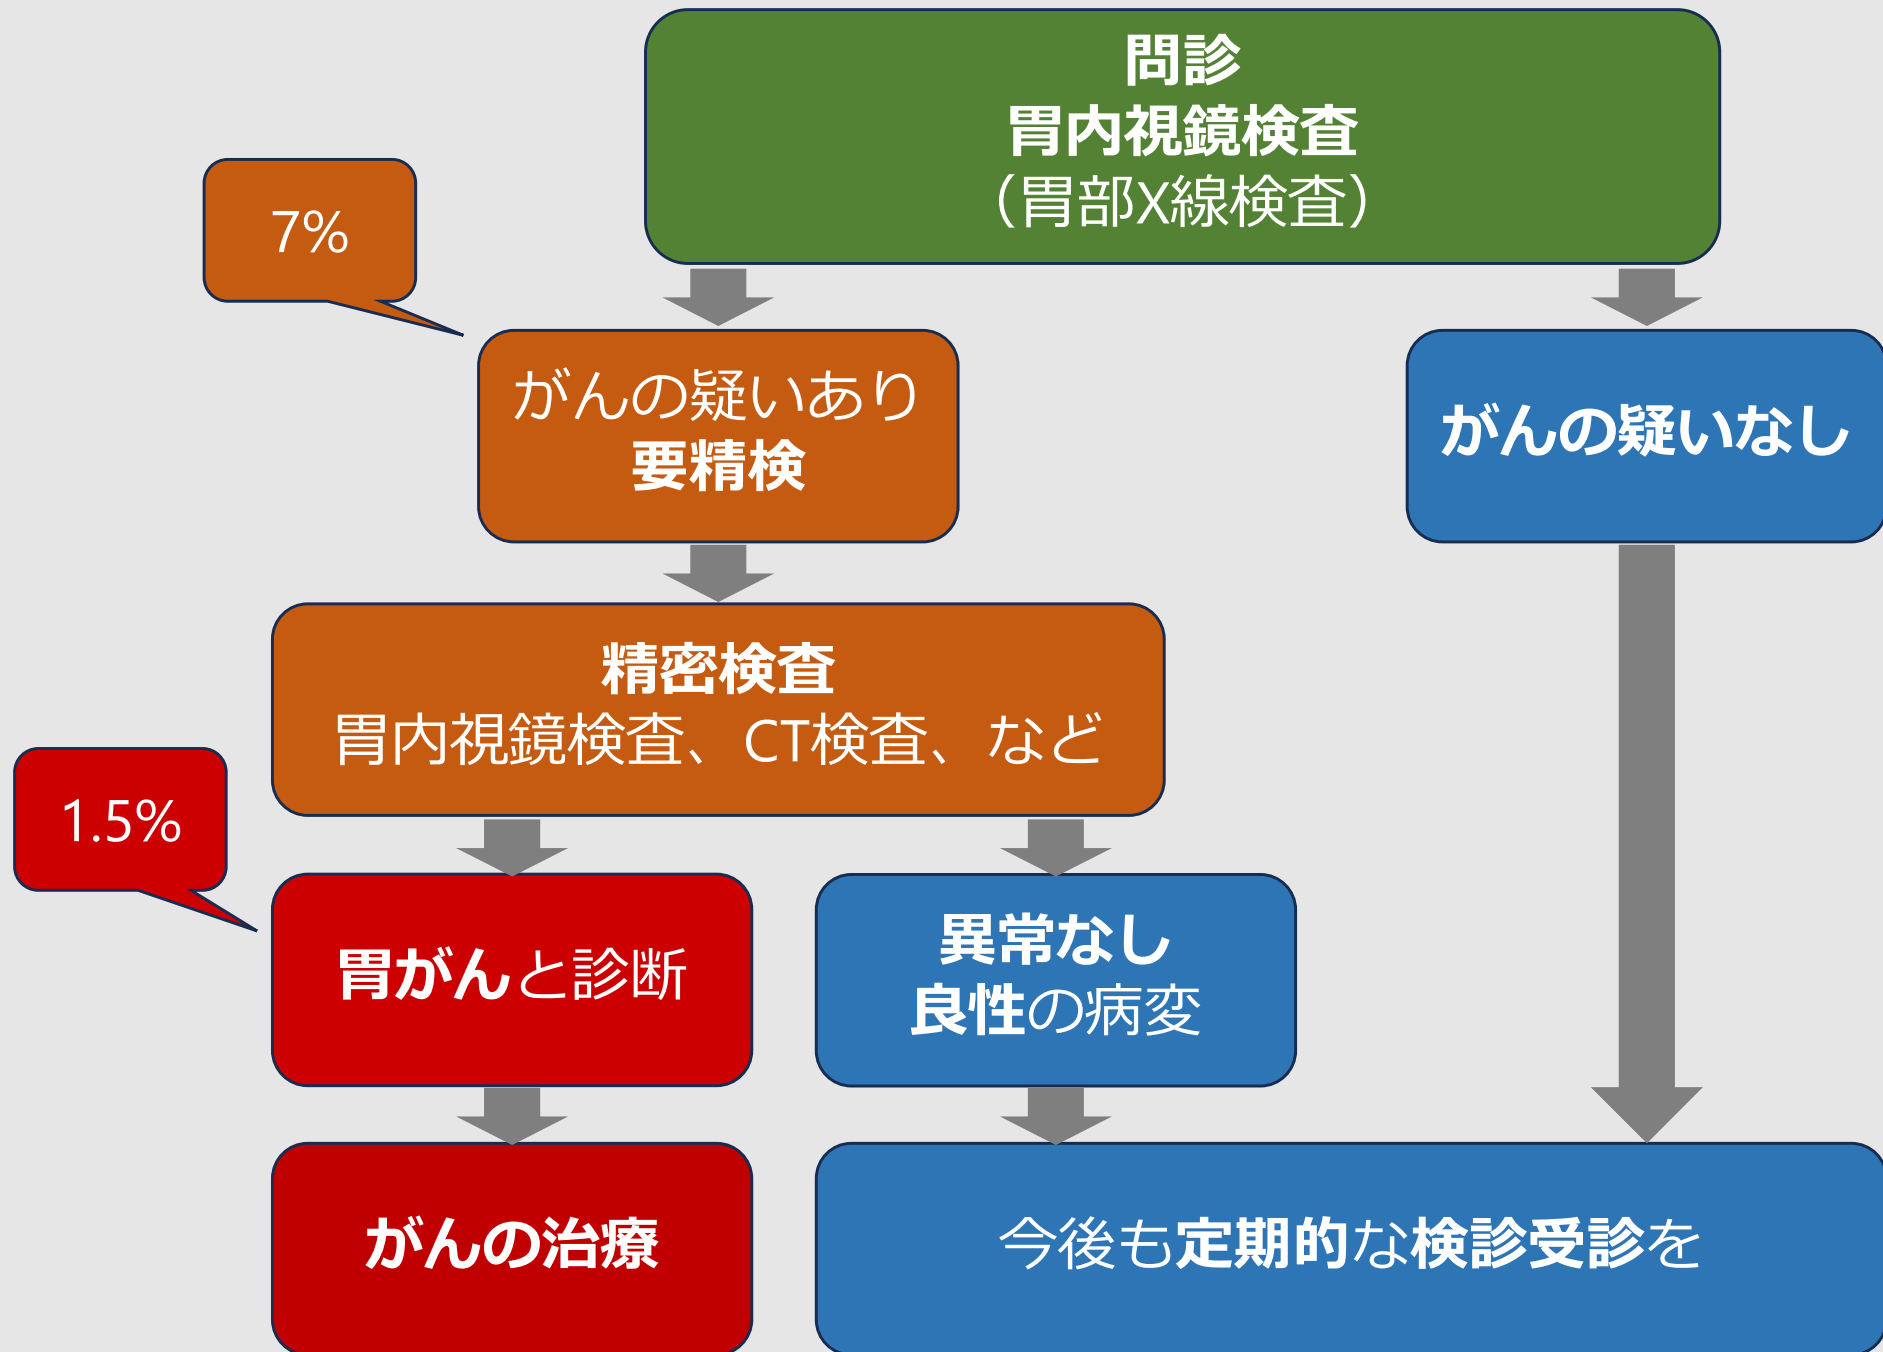 問診
胃内視鏡検査
（胃部X線検査）
7%
がんの疑いあり
要精検
がんの疑いなし
精密検査
胃内視鏡検査、CT検査、など
1.5%
胃がんと診断
異常なし
良性の病変
がんの治療
今後も定期的な検診受診を